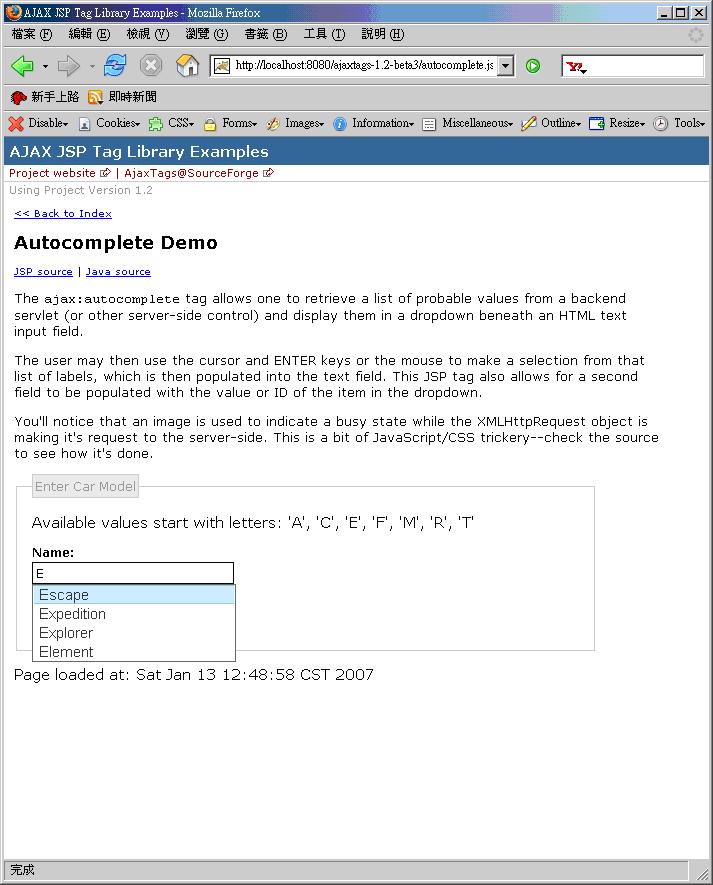 AJAX JSP Tag Library Examples - Mozilla Firefox
檔案(F) 編輯(E) 檢視(V) 瀏覽(G) 書籤(B) 工具(T) 說明(H)
http://localhost:8080/ajaxtags-1.2-beta3/autocomplete.js
新手上路 即時新聞
Disable Cookies CSS Forms Images Information Miscellaneous Outline Resize Tools
AJAX JSP Tag Library Examples
Project website | AjaxTags@SourceForge
Using Project Version 1.2
<< Back to Index
Autocomplete Demo
JSP source | Java source
The ajax:autocomplete tag allows one to retrieve a list of probable values from a backend
servlet (or other server-side control) and display them in a dropdown beneath an HTML text
input field.
The user may then use the cursor and ENTER keys or the mouse to make a selection from that
list of labels, which is then populated into the text field. This JSP tag also allows for a second
field to be populated with the value or ID of the item in the dropdown.
You'll notice that an image is used to indicate a busy state while the XMLHttpRequest object is
making it's request to the server-side. This is a bit of JavaScript/CSS trickery--check the source
to see how it's done.
Enter Car Model
Available values start with letters: 'A', 'C', 'E', 'F', 'M', 'R', 'T'
Name:
E
Escape
Expedition
Explorer
Element
Page loaded at: Sat Jan 13 12:48:58 CST 2007
完成